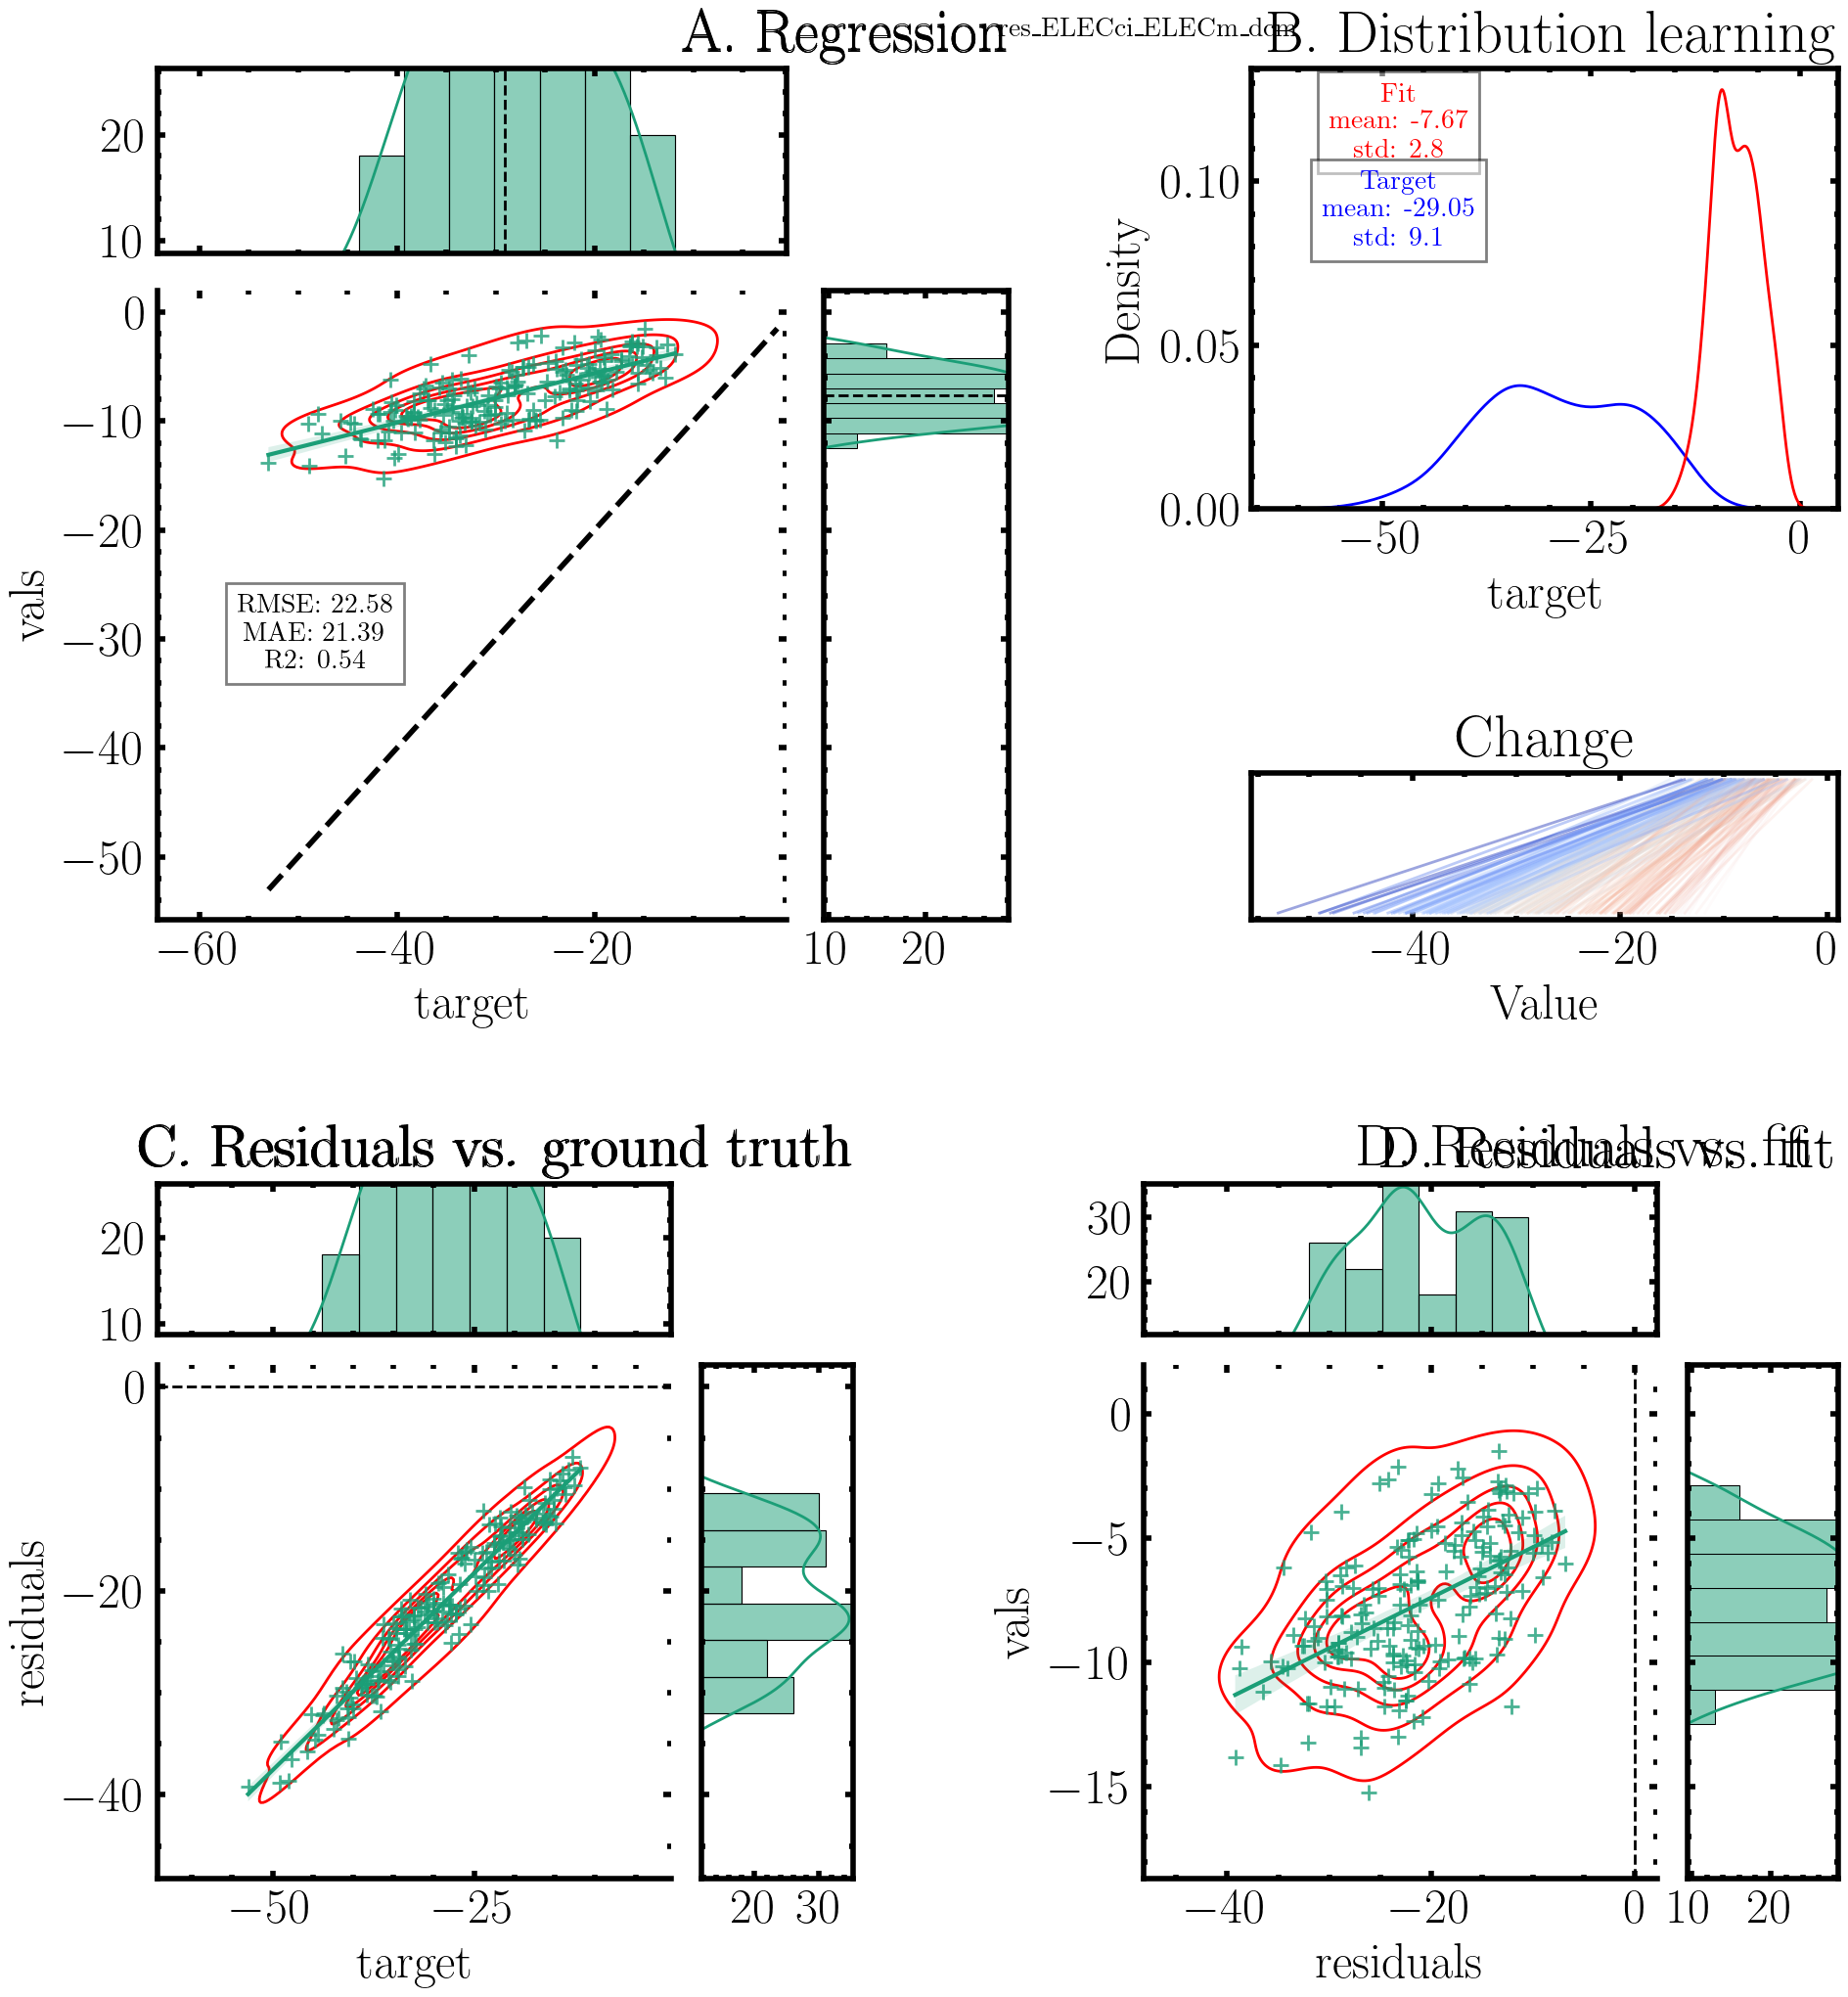 A. Regression
res_ELECci_ELECm_dcm
B. Distribution learning
20
10
0
−10
−20
−30
−40
−50
vals
RMSE: 22.58
MAE: 21.39
R2: 0.54
−60
−40
−20
target
10
20
Fit
mean: -7.67
std: 2.8
Target
mean: -29.05
std: 9.1
Density
0.10
0.05
0.00
−50
−25
0
target
Change
−40
−20
0
Value
C. Residuals vs. ground truth
20
10
0
−20
−40
residuals
−50
−25
target
20
30
D. Residuals vs. fit
D. Residuals vs. fit
30
20
0
−5
−10
−15
vals
−40
−20
0
residuals
10
20